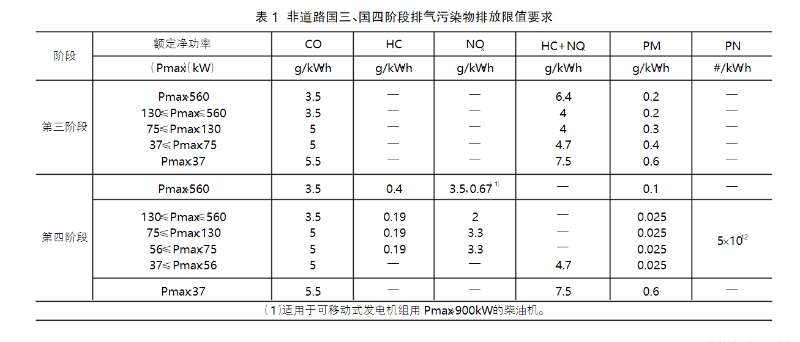 表 1 非道路国三、国四阶段排气污染物排放限值要求
阶段 额定净功率 (Pmax)(kW) CO g/kWh HC g/kWh NOx g/kWh HC+NOx g/kWh PM g/kWh PN #/kWh
第三阶段
Pmax>560 3.5 — — 6.4 0.2 —
130≤Pmax≤560 3.5 — — 4 0.2 —
75≤Pmax<130 5 — — 4 0.3 —
37≤Pmax<75 5 — — 4.7 0.4 —
Pmax<37 5.5 — — 7.5 0.6 —
第四阶段
Pmax>560 3.5 0.4 3.5,0.67(1) — 0.1 —
130≤Pmax≤560 3.5 0.19 2 — 0.025 5×10¹²
75≤Pmax<130 5 0.19 3.3 — 0.025
56≤Pmax<75 5 0.19 3.3 — 0.025
37≤Pmax<56 5 — — 4.7 0.025
Pmax<37 5.5 — — 7.5 0.6 —
(1)适用于可移动式发电机组用 Pmax>900kW的柴油机。